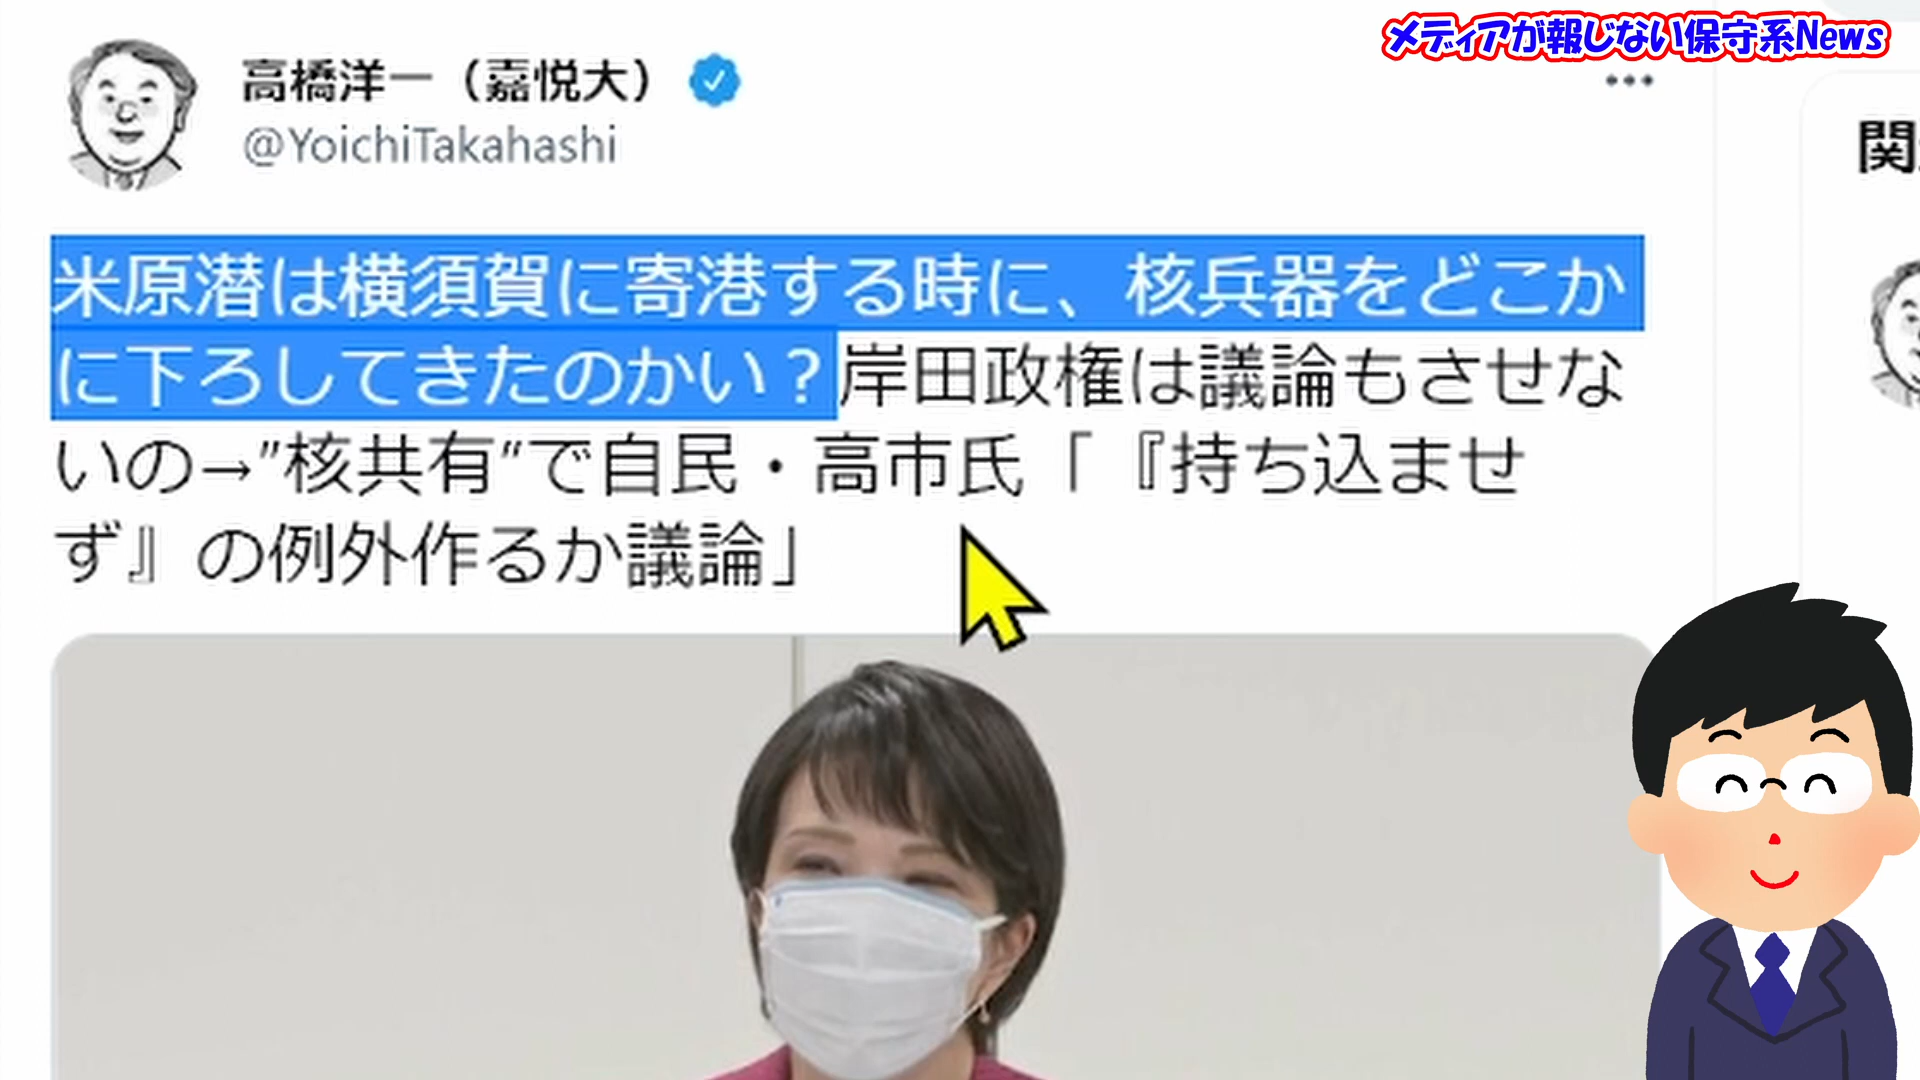 メディアが報じない保守系News
高橋洋一（嘉悦大）
@YoichiTakahashi
米原潜は横須賀に寄港する時に、核兵器をどこか
に下ろしてきたのかい？岸田政権は議論もさせな
いの→”核共有“で自民・高市氏「『持ち込ませ
ず』の例外作るか議論」
関